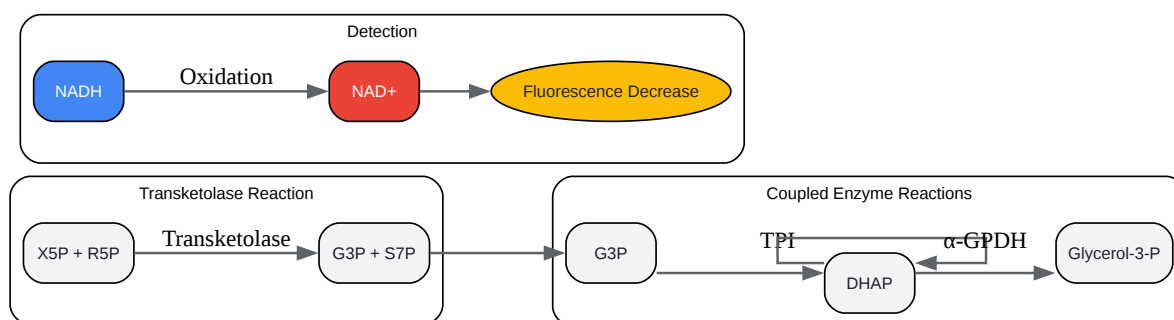 Detection
NADH
Oxidation
NAD+
Fluorescence Decrease
Transketolase Reaction
X5P + R5P
Transketolase
G3P + S7P
Coupled Enzyme Reactions
G3P
TPI
DHAP
α-GPDH
Glycerol-3-P